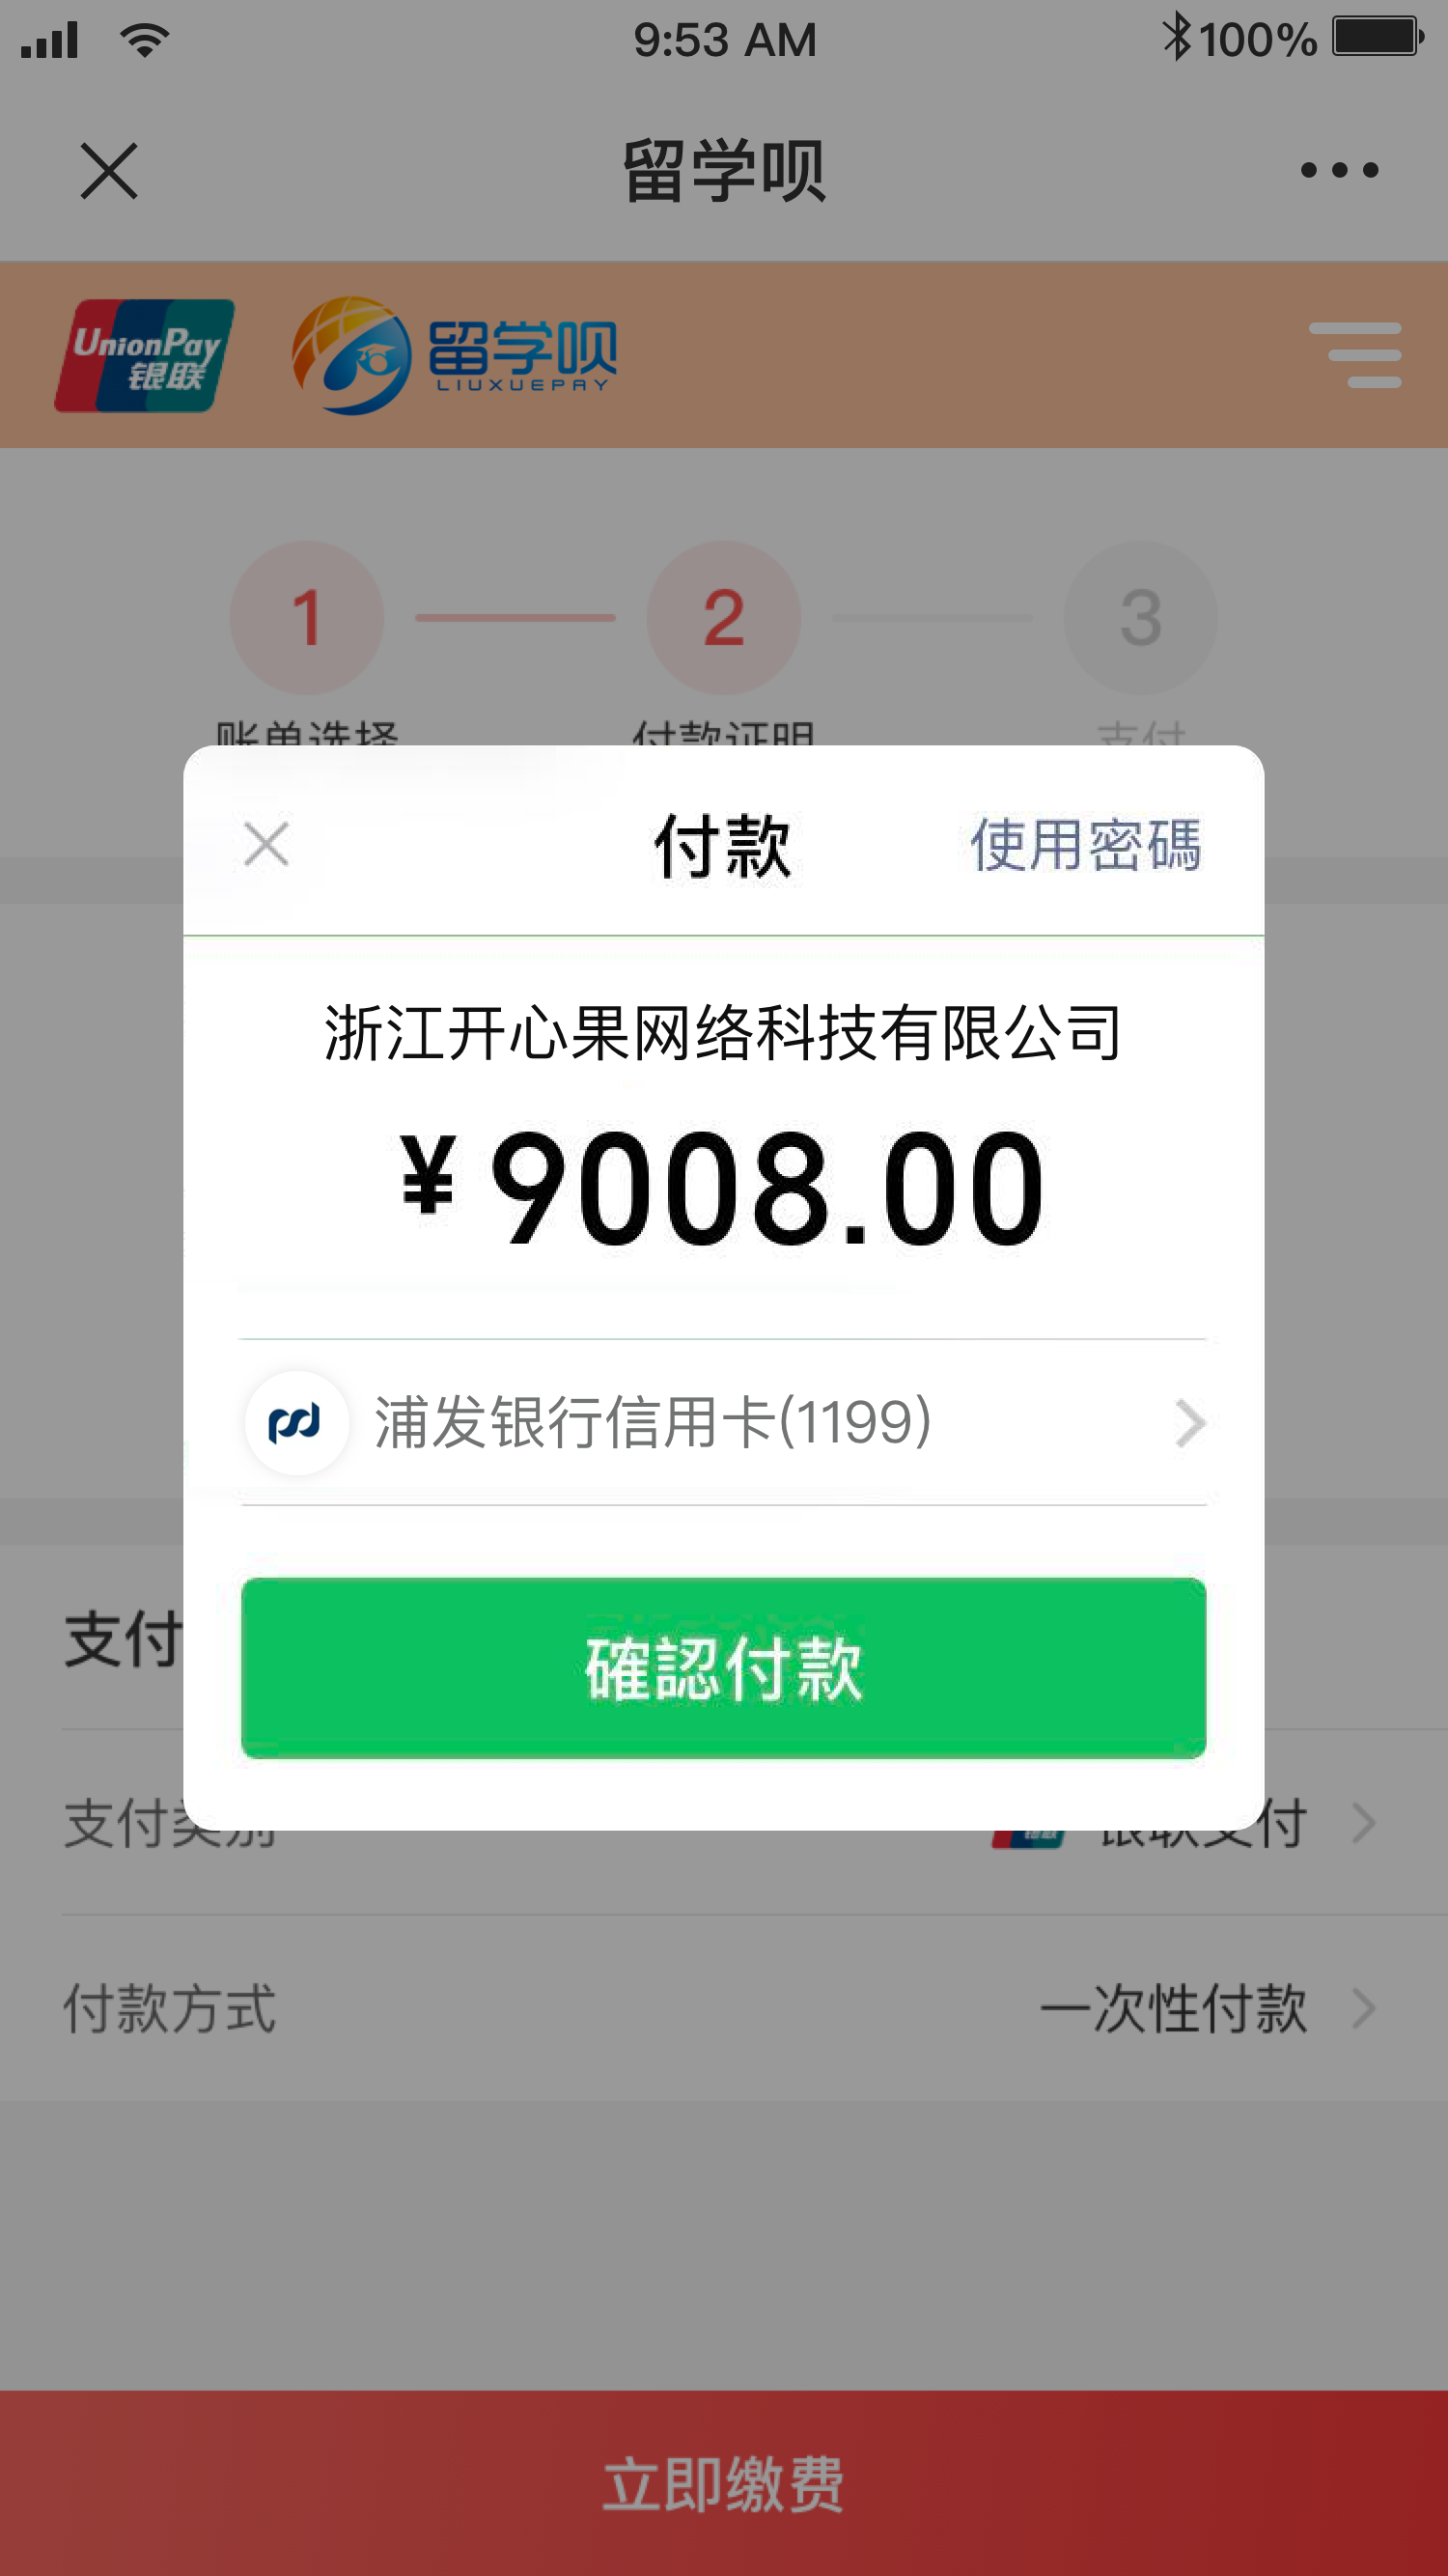 9:53 AM
100%
留学呗
UnionPay
银联
留学呗
LIUXUEPAY
1
2
3
账单选择
付款证明
支付
付款
使用密碼
浙江开心果网络科技有限公司
¥9008.00
浦发银行信用卡(1199)
確認付款
支付
支付类别
银联支付
付款方式
一次性付款
立即缴费